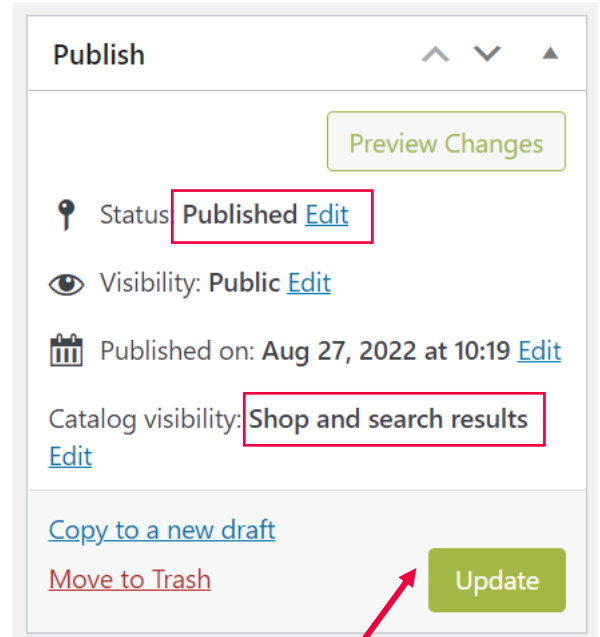 Publish
Preview Changes
Status: Published Edit
Visibility: Public Edit
Published on: Aug 27, 2022 at 10:19 Edit
Catalog visibility: Shop and search results
Edit
Copy to a new draft
Move to Trash
Update